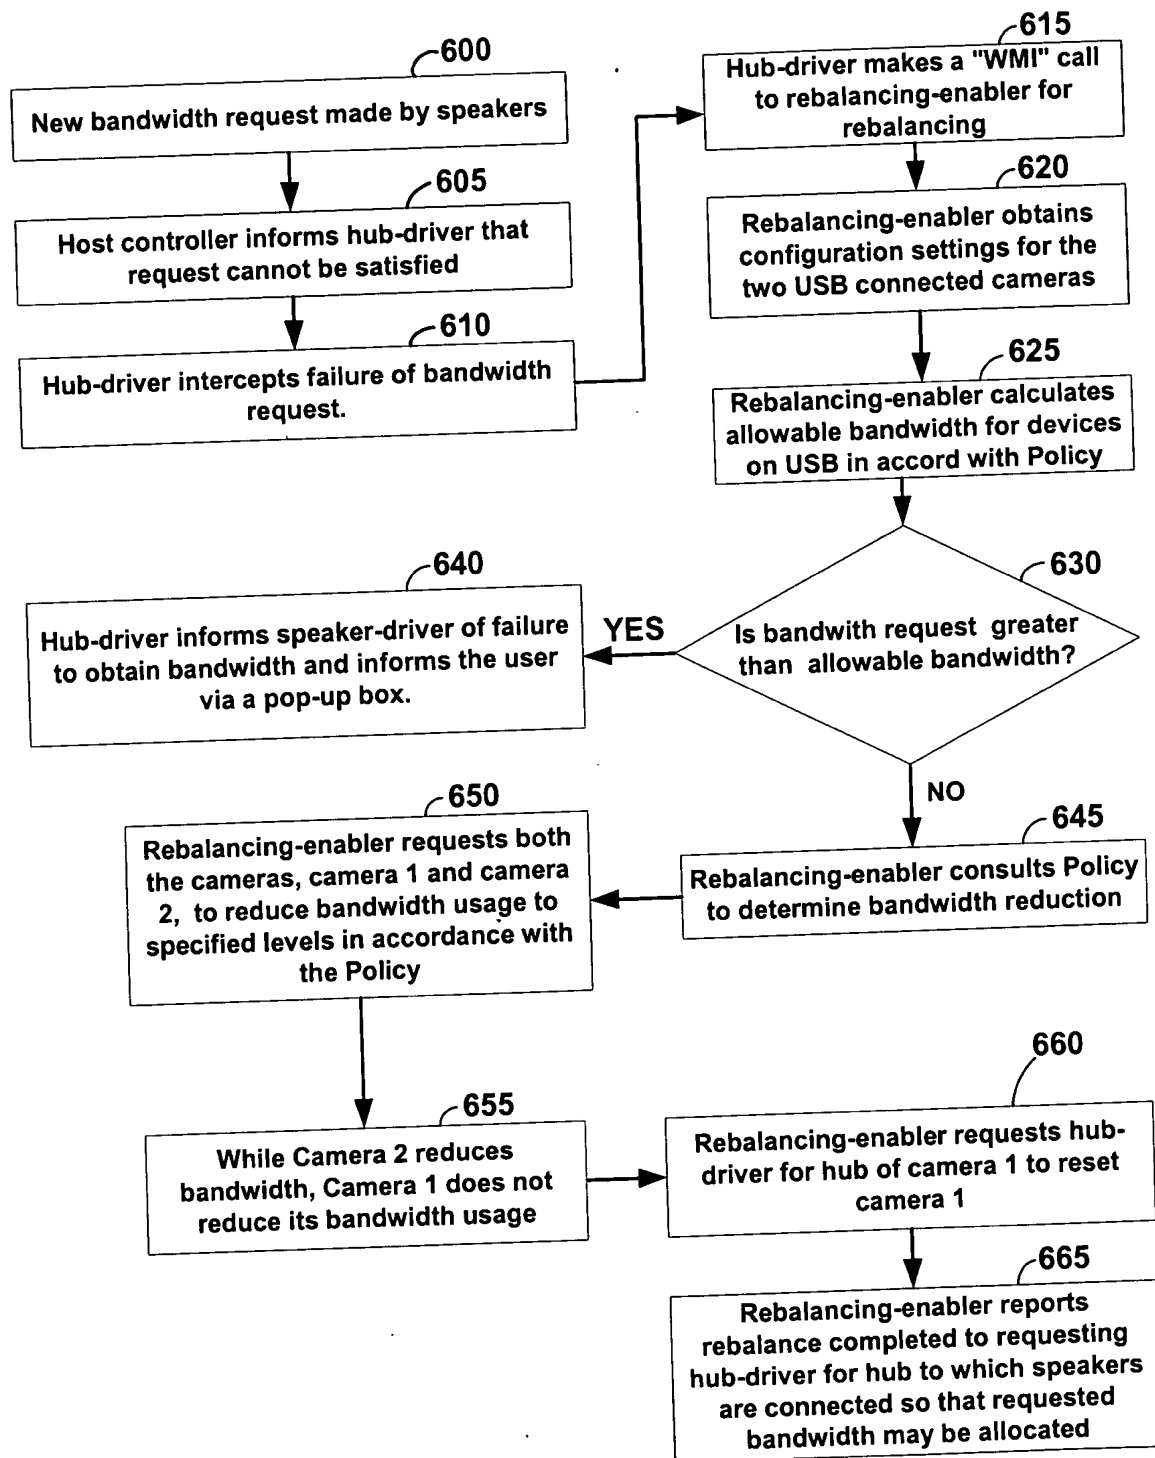 600
New bandwidth request made by speakers
605
Host controller informs hub-driver that
request cannot be satisfied
610
Hub-driver intercepts failure of bandwidth
request.
615
Hub-driver makes a "WMI" call
to rebalancing-enabler for
rebalancing
620
Rebalancing-enabler obtains
configuration settings for the
two USB connected cameras
625
Rebalancing-enabler calculates
allowable bandwidth for devices
on USB in accord with Policy
630
Is bandwith request greater
than allowable bandwidth?
YES
640
Hub-driver informs speaker-driver of failure
to obtain bandwidth and informs the user
via a pop-up box.
NO
645
Rebalancing-enabler consults Policy
to determine bandwidth reduction
650
Rebalancing-enabler requests both
the cameras, camera 1 and camera
2, to reduce bandwidth usage to
specified levels in accordance with
the Policy
655
While Camera 2 reduces
bandwidth, Camera 1 does not
reduce its bandwidth usage
660
Rebalancing-enabler requests hub-
driver for hub of camera 1 to reset
camera 1
665
Rebalancing-enabler reports
rebalance completed to requesting
hub-driver for hub to which speakers
are connected so that requested
bandwidth may be allocated